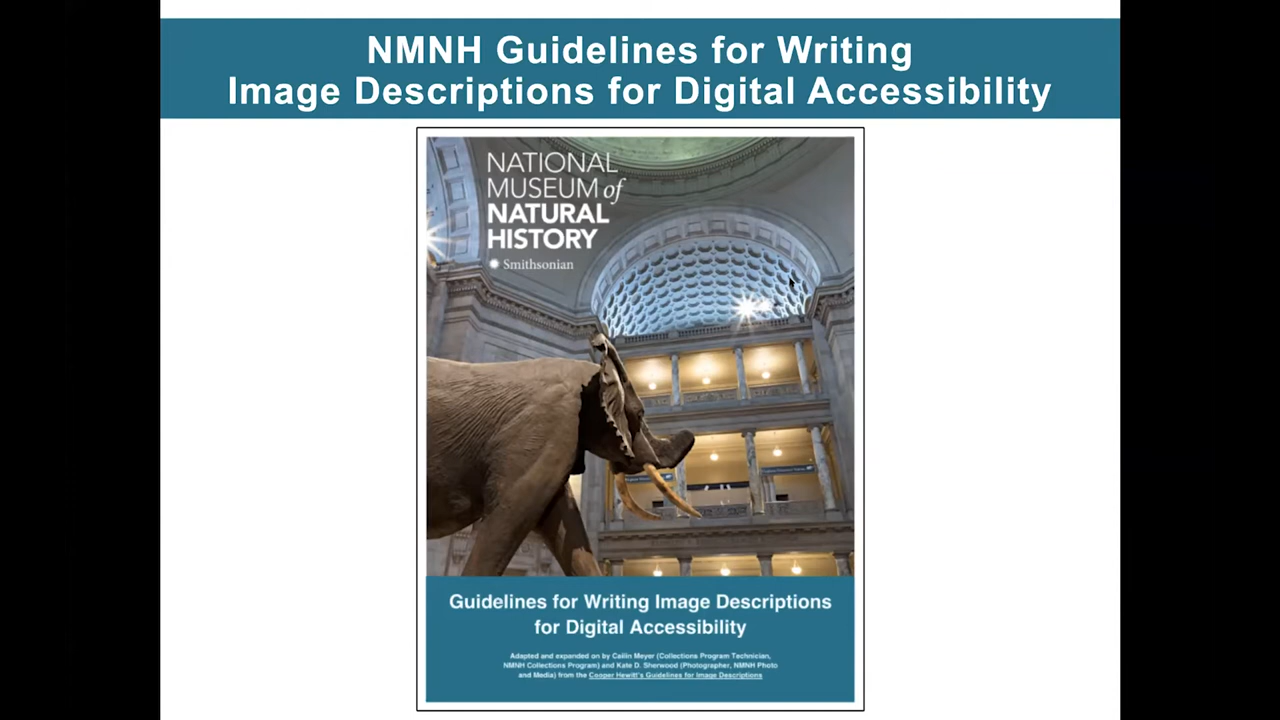 NMNH Guidelines for Writing
Image Descriptions for Digital Accessibility
NATIONAL
MUSEUM of
NATURAL
HISTORY
Smithsonian
Guidelines for Writing Image Descriptions
for Digital Accessibility
Adapted and expanded on by Cailin Meyer (Collections Program Technician,
NMNH Collections Program) and Kate D. Sherwood (Photographer, NMNH Photo
and Media) from the Cooper Hewitt's Guidelines for Image Descriptions